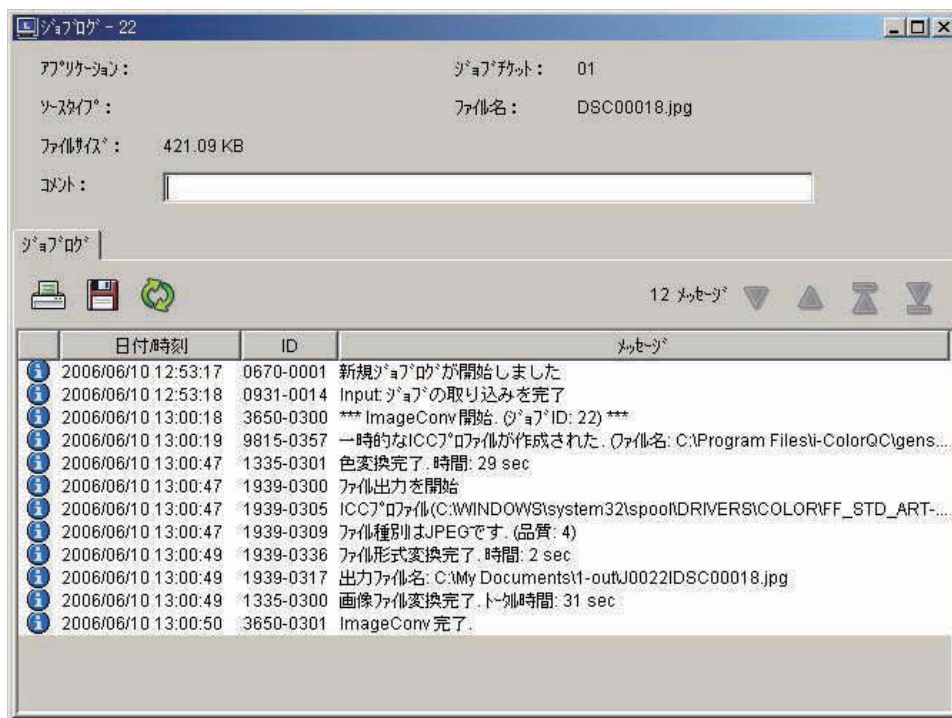 ｼﾞｮﾌﾞﾛｸﾞ - 22
ｱﾌﾟﾘｹｰｼｮﾝ： ｼﾞｮﾌﾞﾁｹｯﾄ： 01
ｿｰｽﾀｲﾌﾟ： ﾌｧｲﾙ名： DSC00018.jpg
ﾌｧｲﾙｻｲｽﾞ： 421.09 KB
ｺﾒﾝﾄ：
ｼﾞｮﾌﾞﾛｸﾞ
12 ﾒｯｾｰｼﾞ
日付/時刻 ID ﾒｯｾｰｼﾞ
2006/06/10 12:53:17 0670-0001 新規ｼﾞｮﾌﾞﾛｸﾞが開始しました
2006/06/10 12:53:18 0931-0014 Input: ｼﾞｮﾌﾞの取り込みを完了
2006/06/10 13:00:18 3650-0300 *** ImageConv 開始. (ｼﾞｮﾌﾞID: 22) ***
2006/06/10 13:00:19 9815-0357 一時的なICCﾌﾟﾛﾌｧｲﾙが作成された. (ﾌｧｲﾙ名: C:\Program Files\i-ColorQC\gens...
2006/06/10 13:00:47 1335-0301 色変換完了. 時間: 29 sec
2006/06/10 13:00:47 1939-0300 ﾌｧｲﾙ出力を開始
2006/06/10 13:00:47 1939-0305 ICCﾌﾟﾛﾌｧｲﾙ(C:\WINDOWS\system32\spool\DRIVERS\COLOR\FF_STD_ART-...
2006/06/10 13:00:47 1939-0309 ﾌｧｲﾙ種別はJPEGです. (品質: 4)
2006/06/10 13:00:49 1939-0336 ﾌｧｲﾙ形式変換完了. 時間: 2 sec
2006/06/10 13:00:49 1939-0317 出力ﾌｧｲﾙ名: C:\My Documents\1-out\J0022IDSC00018.jpg
2006/06/10 13:00:49 1335-0300 画像ﾌｧｲﾙ変換完了. ﾄｰﾀﾙ時間: 31 sec
2006/06/10 13:00:50 3650-0301 ImageConv 完了.